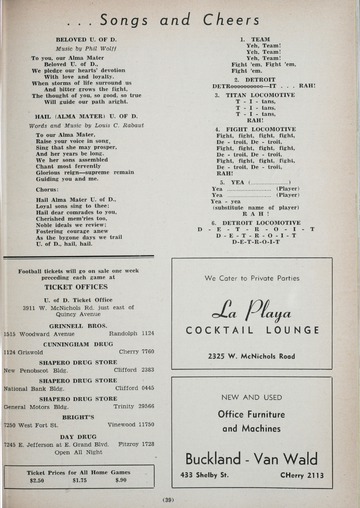 . . . Songs and Cheers
BELOVED U. OF D.
Music by Phil Wolff
To you, our Alma Mater
Beloved U. of D.,
We pledge our hearts' devotion
With love and loyalty.
When storms of life surround us
And bitter grows the fight,
The thought of you, so good, so true
Will guide our path aright.
HAIL (ALMA MATER) U. OF D.
Words and Music by Louis C. Rabaut
To our Alma Mater,
Raise your voice in song,
Sing that she may prosper,
And her years be long.
We her sons assembled
Chant most fervently
Glorious reign—supreme remain
Guiding you and me.
Chorus:
Hail Alma Mater U. of D.,
Loyal sons sing to thee;
Hail dear comrades to you,
Cherished mem'ries too,
Noble ideals we review;
Fostering courage anew
As the bygone days we trail
U. of D., hail, hail.
Football tickets will go on sale one week
preceding each game at
TICKET OFFICES
U. of D. Ticket Office
2911 W. McNichols Rd. just east of
Quincy Avenue
GRINNELL BROS.
1515 Woodward Avenue Randolph 1124
CUNNINGHAM DRUG
1124 Griswold Cherry 7760
SHAPERO DRUG STORE
New Penobscot Bldg. Clifford 2383
SHAPERO DRUG STORE
National Bank Bldg. Clifford 0445
SHAPERO DRUG STORE
General Motors Bldg. Trinity 29566
BRIGHT'S
7250 West Fort Vinewood 11750
DAY DRUG
7245 E. Jefferson at E. Grand Blvd. Fitzroy 1728
Open All Night
Ticket Prices for All Home Games
$2.50 $1.75 $.90
1. TEAM
Yeh, Team!
Yeh, Team!
Yeh, Team!
Fight 'em, Fight 'em,
Fight 'em.
2. DETROIT
DETRooooooooooo—IT . . . RAH!
3. TITAN LOCOMOTIVE
T - I - tans,
T - I - tans,
T - I - tans,
RAH!
4. FIGHT LOCOMOTIVE
Fight, fight, fight, fight,
De - troit, De - troit,
Fight, fight, fight, fight,
De - troit, De - troit,
Fight, fight, fight, fight,
De - troit, De - troit,
RAH!
5. YEA (..............)
Yea .............. (Player)
Yea .............. (Player)
Yea - yea
(substitute name of player)
R A H !
6. DETROIT LOCOMOTIVE
D - E - T - R - O - I - T
D - E - T - R - O - I - T
D-E-T-R-O-I-T
We Cater to Private Parties
La Playa
COCKTAIL LOUNGE
2325 W. McNichols Road
NEW AND USED
Office Furniture
and Machines
Buckland - Van Wald
433 Shelby St. CHerry 2113
(39)